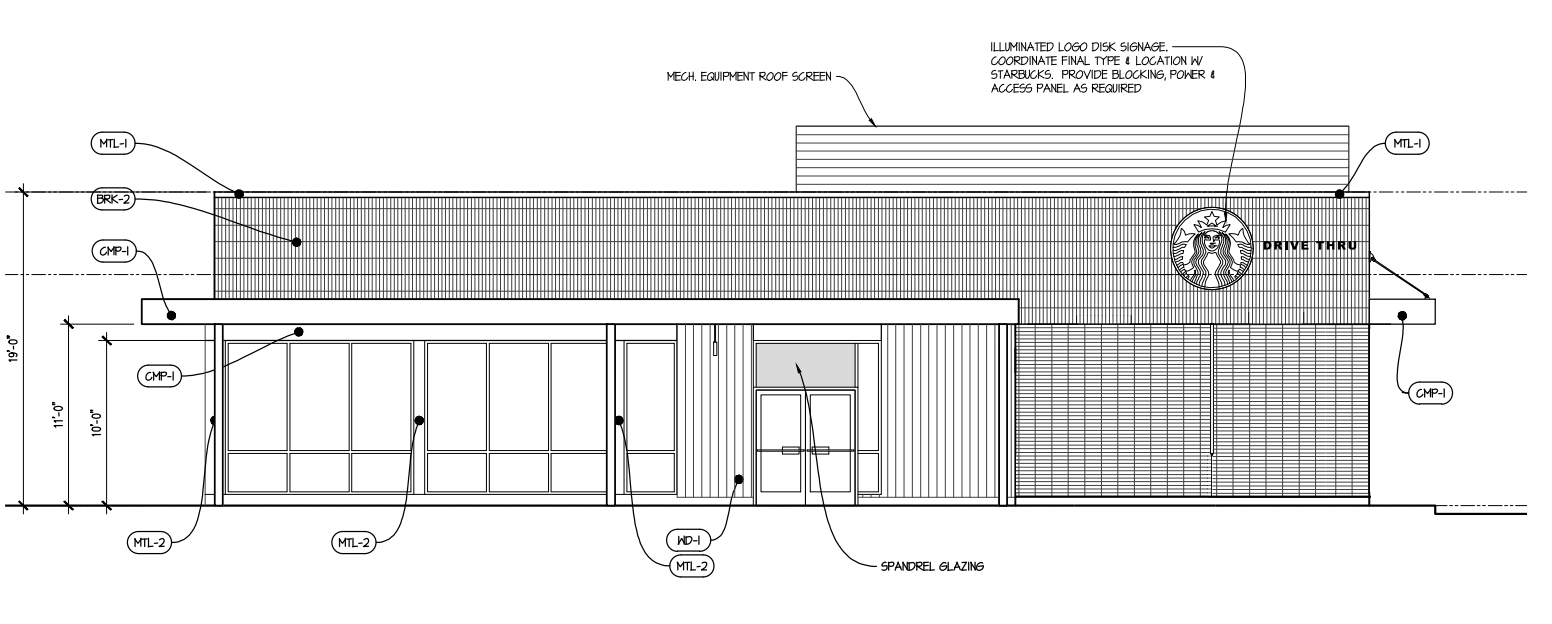 ILLUMINATED LOGO DISK SIGNAGE,
COORDINATE FINAL TYPE & LOCATION W/
STARBUCKS. PROVIDE BLOCKING, POWER &
ACCESS PANEL AS REQUIRED
MECH. EQUIPMENT ROOF SCREEN
MTL-1
MTL-1
BRK-2
CMP-1
DRIVE THRU
19'-0"
11'-0"
10'-0"
CMP-1
CMP-1
MTL-2
MTL-2
WD-1
MTL-2
SPANDREL GLAZING